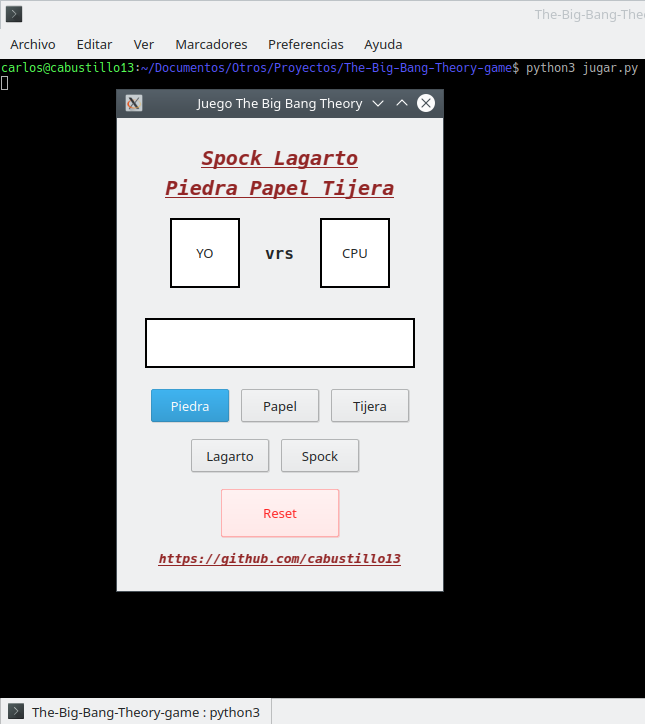 The-Big-Bang-Theo
Archivo Editar Ver Marcadores Preferencias Ayuda
carlos@cabustillo13:~/Documentos/Otros/Proyectos/The-Big-Bang-Theory-game$ python3 jugar.py
Juego The Big Bang Theory
Spock Lagarto
Piedra Papel Tijera
YO vrs CPU
Piedra Papel Tijera
Lagarto Spock
Reset
https://github.com/cabustillo13
The-Big-Bang-Theory-game : python3